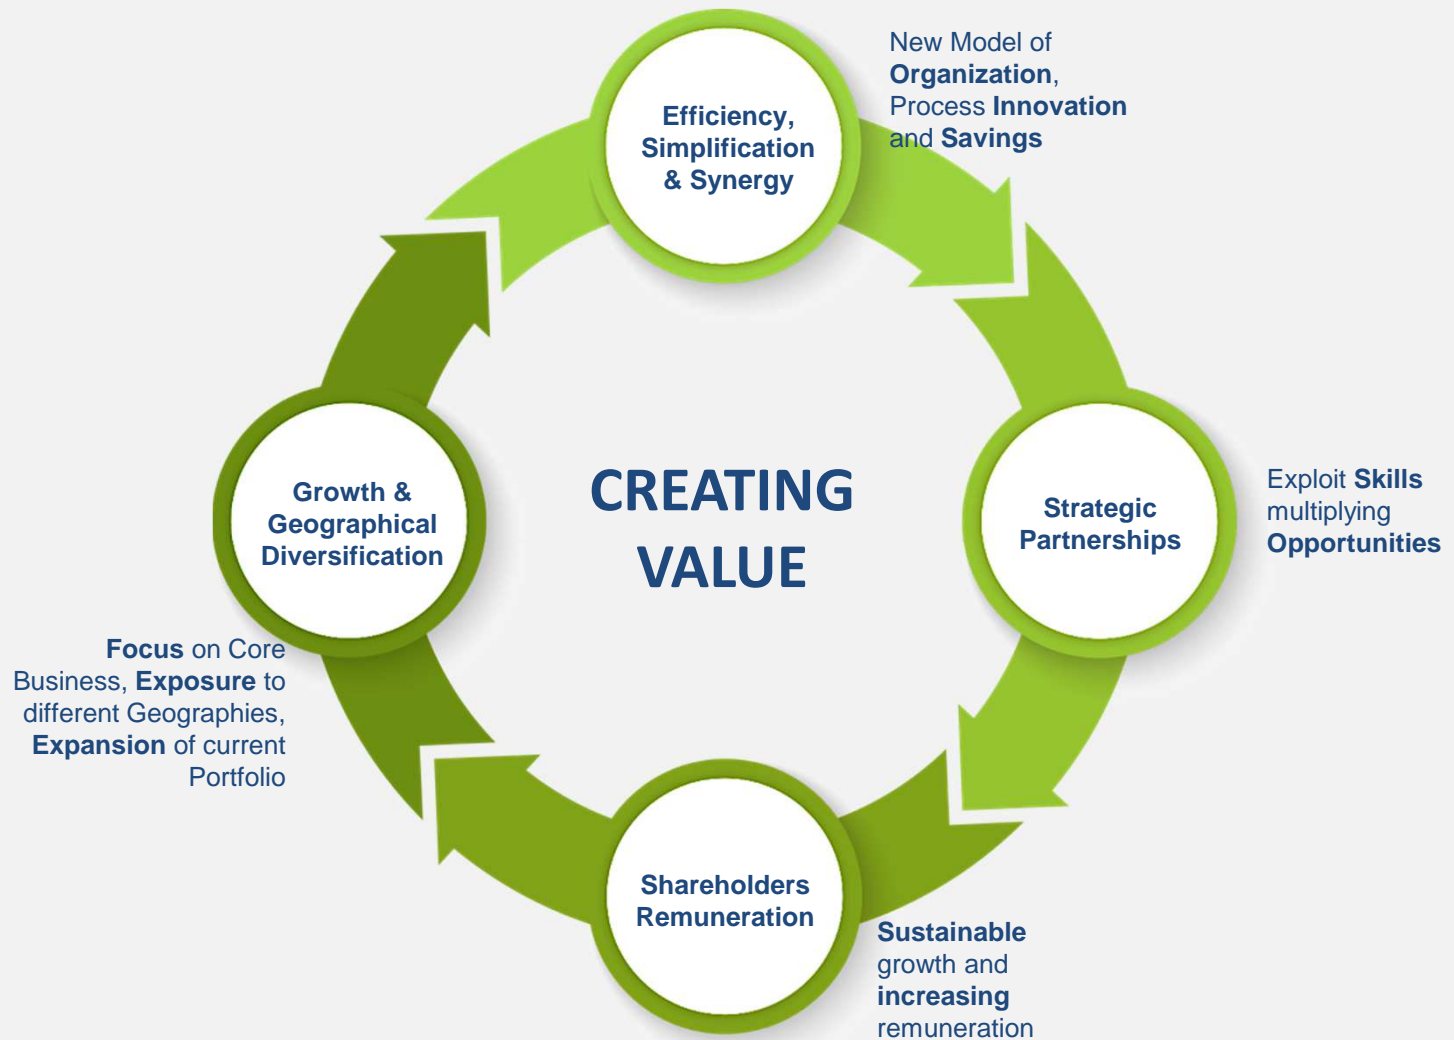 Efficiency,
Simplification
& Synergy
New Model of
Organization,
Process Innovation
and Savings
CREATING
VALUE
Strategic
Partnerships
Exploit Skills
multiplying
Opportunities
Shareholders
Remuneration
Sustainable
growth and
increasing
remuneration
Growth &
Geographical
Diversification
Focus on Core
Business, Exposure to
different Geographies,
Expansion of current
Portfolio